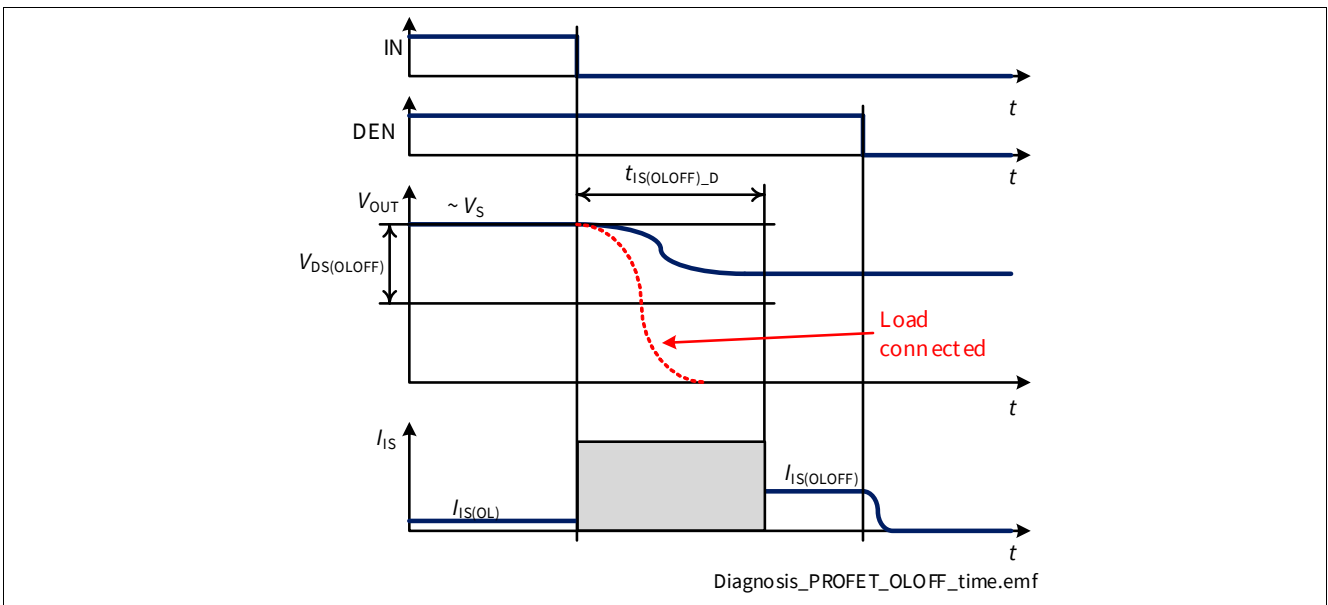 IN
t
DEN
t
tIS(OLOFF)_D
VOUT
~ VS
VDS(OLOFF)
Load
connected
t
IIS
IIS(OLOFF)
IIS(OL)
t
Diagnosis_PROFET_OLOFF_time.emf